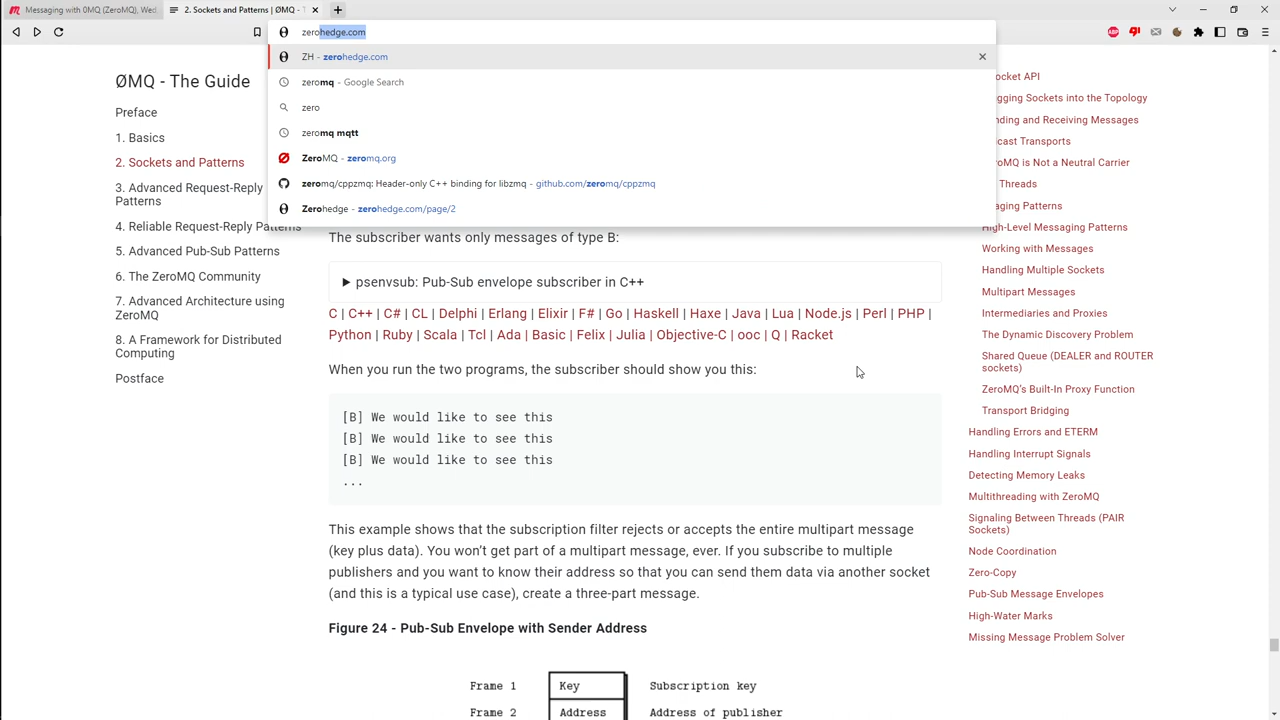 Messaging with 0MQ (ZeroMQ), Wed,
2. Sockets and Patterns | ØMQ - T
zerohedge.com
ZH - zerohedge.com
zeromq - Google Search
zero
zeromq mqtt
ZeroMQ - zeromq.org
zeromq/cppzmq: Header-only C++ binding for libzmq - github.com/zeromq/cppzmq
Zerohedge - zerohedge.com/page/2
ØMQ - The Guide
Preface
1. Basics
2. Sockets and Patterns
3. Advanced Request-Reply
Patterns
4. Reliable Request-Reply Patterns
5. Advanced Pub-Sub Patterns
6. The ZeroMQ Community
7. Advanced Architecture using
ZeroMQ
8. A Framework for Distributed
Computing
Postface
The subscriber wants only messages of type B:
psenvsub: Pub-Sub envelope subscriber in C++
C | C++ | C# | CL | Delphi | Erlang | Elixir | F# | Go | Haskell | Haxe | Java | Lua | Node.js | Perl | PHP |
Python | Ruby | Scala | Tcl | Ada | Basic | Felix | Julia | Objective-C | ooc | Q | Racket
When you run the two programs, the subscriber should show you this:
[B] We would like to see this
[B] We would like to see this
[B] We would like to see this
...
This example shows that the subscription filter rejects or accepts the entire multipart message
(key plus data). You won't get part of a multipart message, ever. If you subscribe to multiple
publishers and you want to know their address so that you can send them data via another socket
(and this is a typical use case), create a three-part message.
Figure 24 - Pub-Sub Envelope with Sender Address
Frame 1 Key Subscription key
Frame 2 Address Address of publisher
ocket API
gging Sockets into the Topology
nding and Receiving Messages
cast Transports
roMQ is Not a Neutral Carrier
Threads
aging Patterns
High-Level Messaging Patterns
Working with Messages
Handling Multiple Sockets
Multipart Messages
Intermediaries and Proxies
The Dynamic Discovery Problem
Shared Queue (DEALER and ROUTER
sockets)
ZeroMQ's Built-In Proxy Function
Transport Bridging
Handling Errors and ETERM
Handling Interrupt Signals
Detecting Memory Leaks
Multithreading with ZeroMQ
Signaling Between Threads (PAIR
Sockets)
Node Coordination
Zero-Copy
Pub-Sub Message Envelopes
High-Water Marks
Missing Message Problem Solver